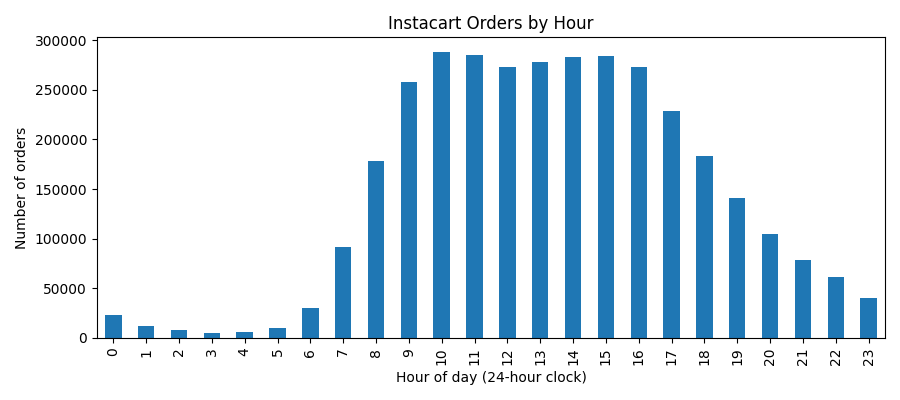 Instacart Orders by Hour
300000
250000
200000
150000
100000
50000
0
Number of orders
0 1 2 3 4 5 6 7 8 9 10 11 12 13 14 15 16 17 18 19 20 21 22 23
Hour of day (24-hour clock)